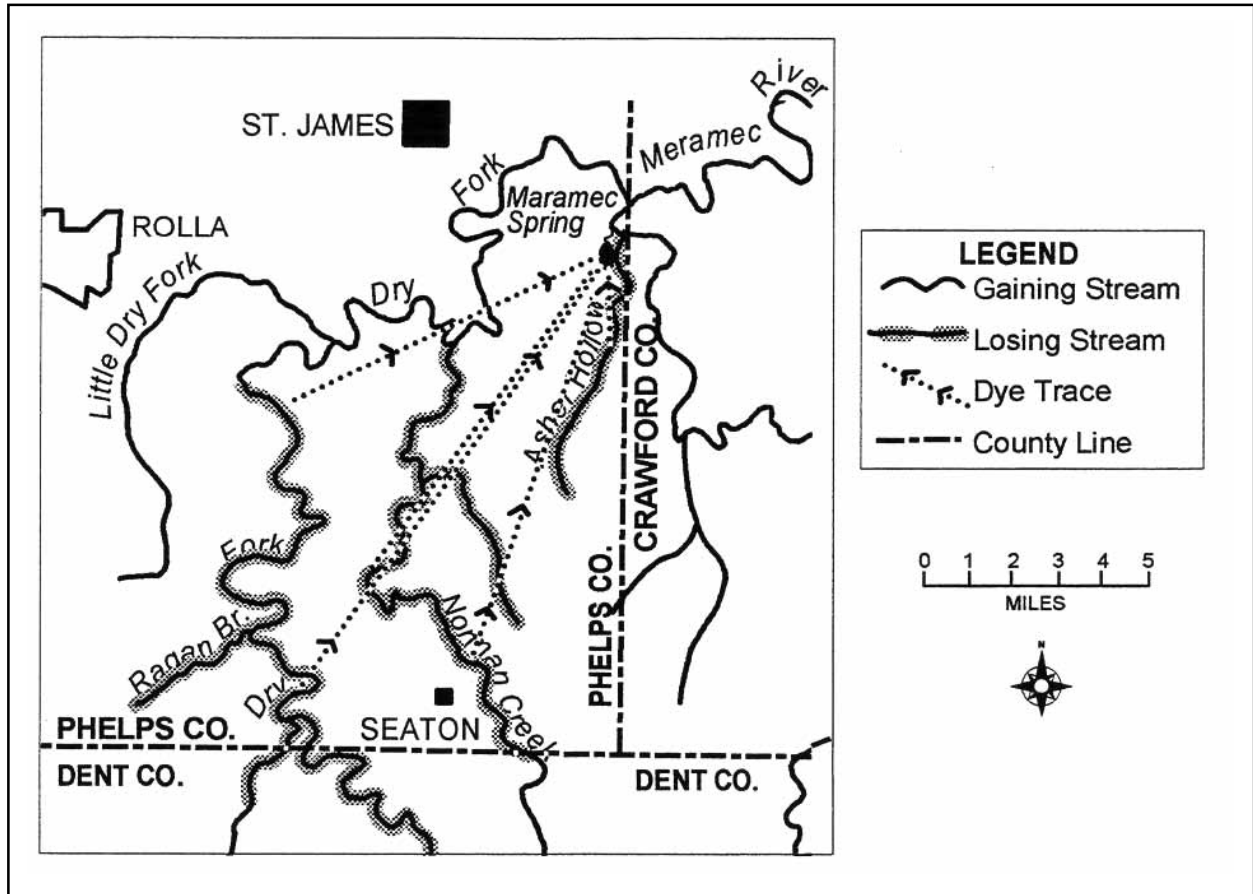 River
ST. JAMES
Meramec
Fork
Maramec
Spring
ROLLA
LEGEND
Gaining Stream
Little Dry Fork
Dry
Losing Stream
Asher Hollow
Dye Trace
CRAWFORD CO.
County Line
Fork
PHELPS CO.
0 1 2 3 4 5
MILES
Ragan Br.
Norman Creek
N
Dry
SEATON
PHELPS CO.
DENT CO.
DENT CO.